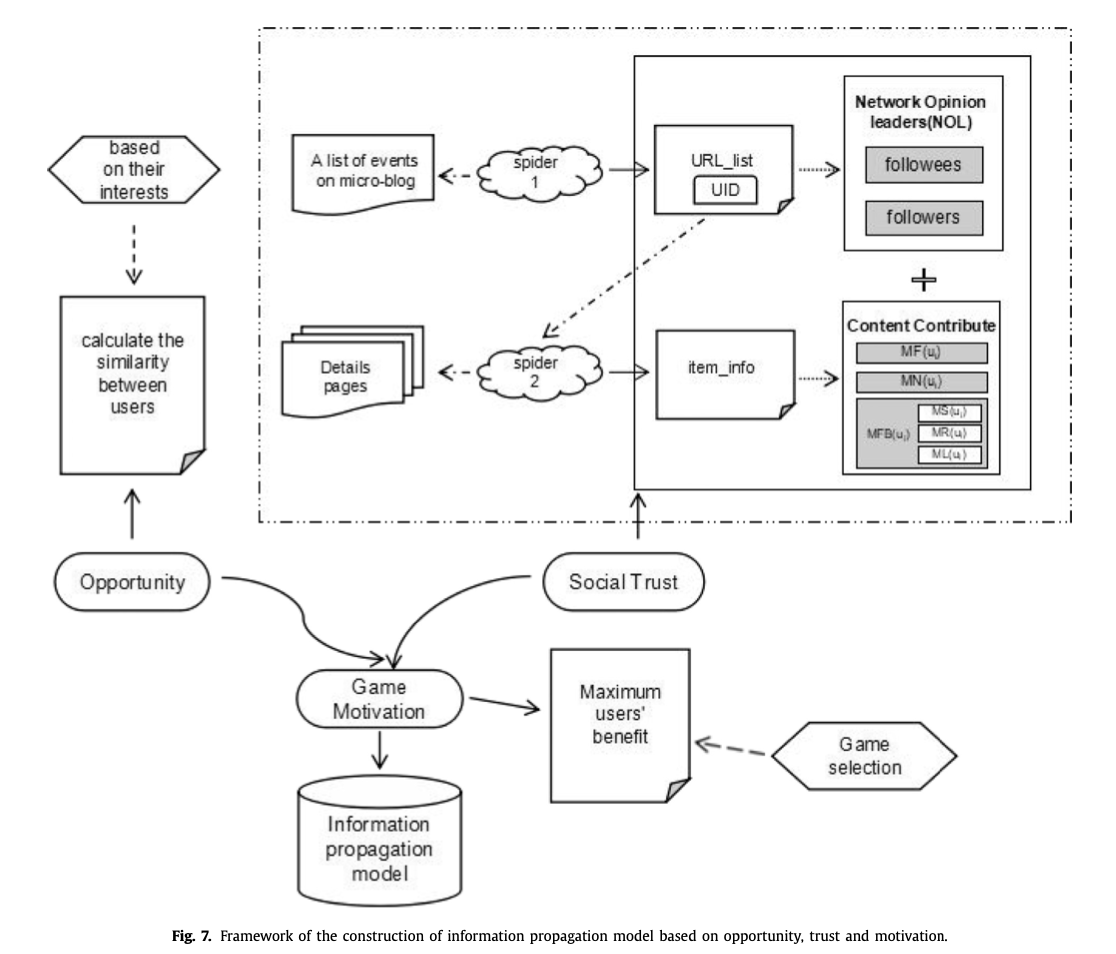 based
on their
interests
calculate the
similarity
between
users
A list of events
on micro-blog
spider
1
URL_list
UID
Network Opinion
leaders(NOL)
followees
followers
Details
pages
spider
2
item_info
Content Contribute
MF(uᵢ)
MN(uᵢ)
MFB(uᵢ)
MS(uᵢ)
MR(uᵢ)
ML(uᵢ)
Opportunity
Social Trust
Game
Motivation
Maximum
users'
benefit
Game
selection
Information
propagation
model
Fig. 7. Framework of the construction of information propagation model based on opportunity, trust and motivation.